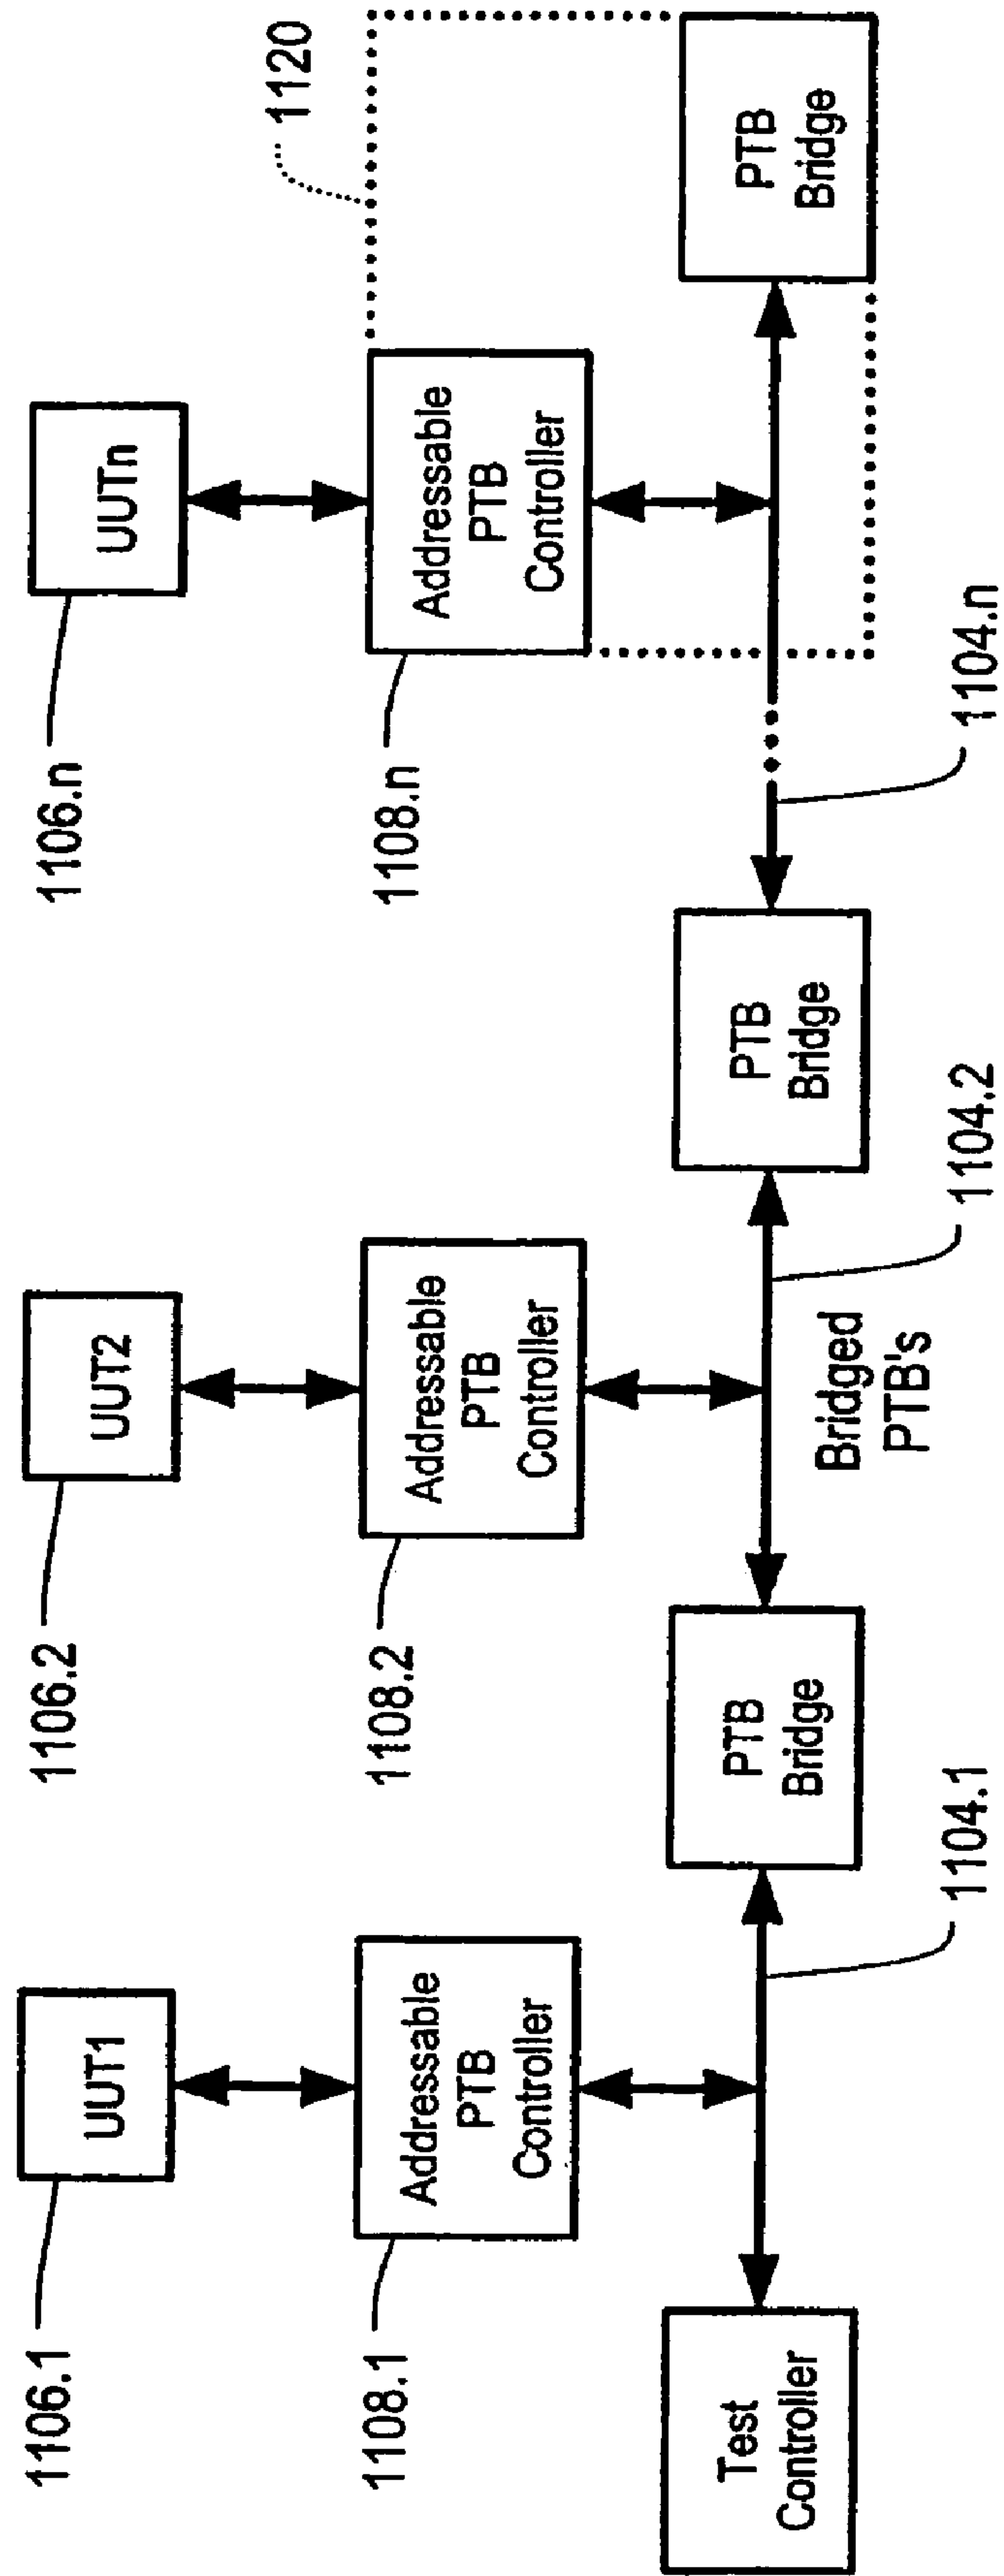 1106.1
UUT1
1106.2
UUT2
1106.n
UUTn
1120
1108.1
Addressable
PTB
Controller
1108.2
Addressable
PTB
Controller
1108.n
Addressable
PTB
Controller
Test
Controller
PTB
Bridge
PTB
Bridge
PTB
Bridge
1104.1
Bridged
PTB's
1104.2
1104.n